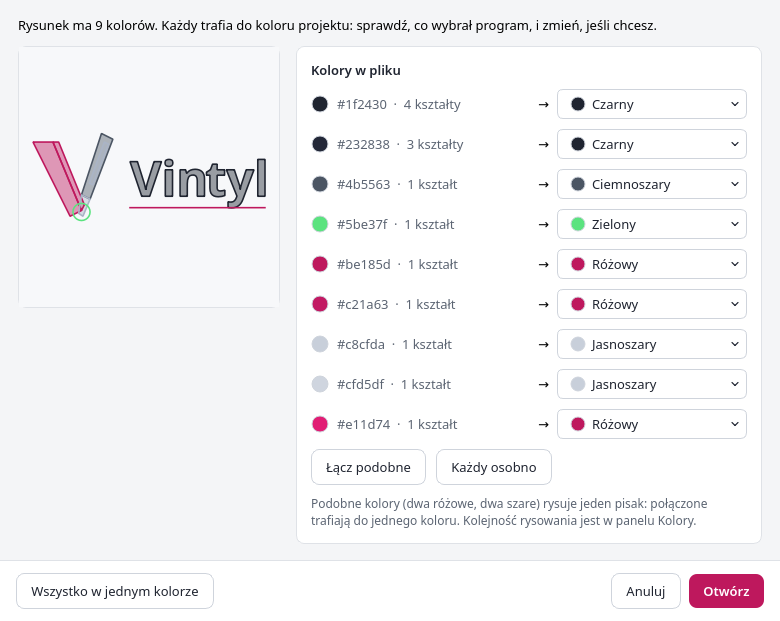 Rysunek ma 9 kolorów. Każdy trafia do koloru projektu: sprawdź, co wybrał program, i zmień, jeśli chcesz.
Vintyl
Kolory w pliku
#1f2430 · 4 kształty → Czarny
#232838 · 3 kształty → Czarny
#4b5563 · 1 kształt → Ciemnoszary
#5be37f · 1 kształt → Zielony
#be185d · 1 kształt → Różowy
#c21a63 · 1 kształt → Różowy
#c8cfda · 1 kształt → Jasnoszary
#cfd5df · 1 kształt → Jasnoszary
#e11d74 · 1 kształt → Różowy
Łącz podobne Każdy osobno
Podobne kolory (dwa różowe, dwa szare) rysuje jeden pisak: połączone
trafiają do jednego koloru. Kolejność rysowania jest w panelu Kolory.
Wszystko w jednym kolorze Anuluj Otwórz